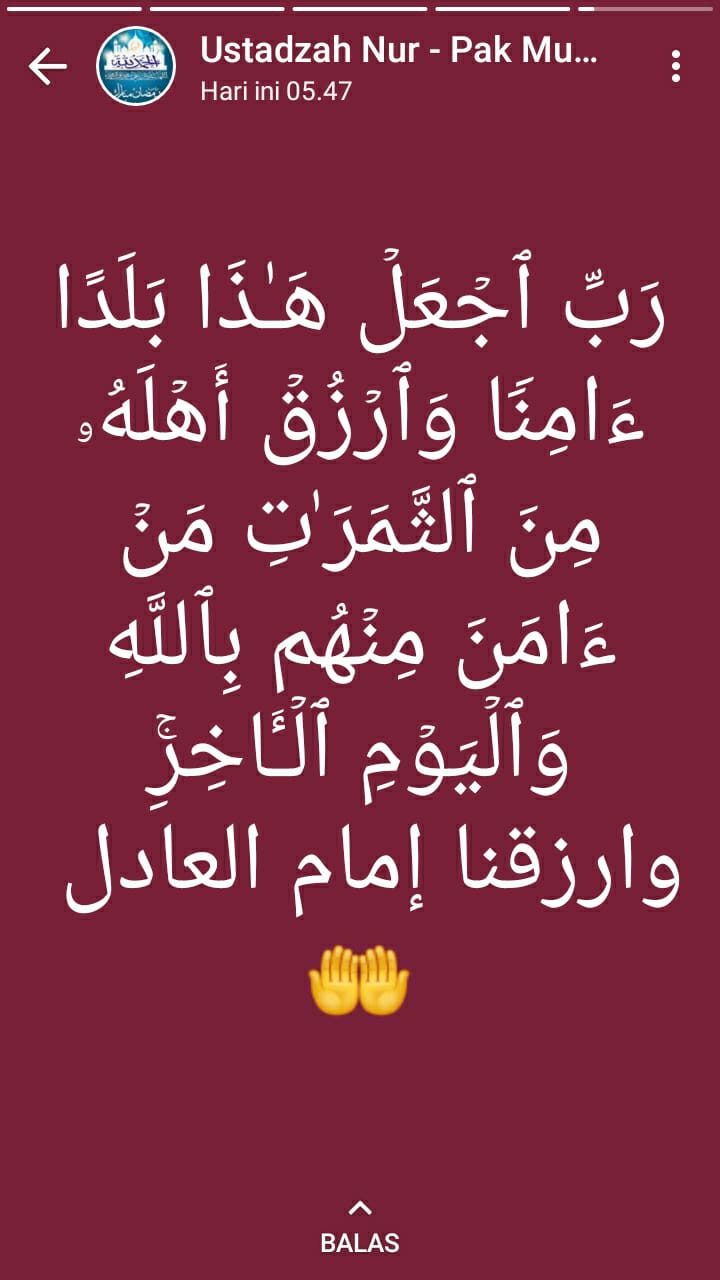 Ustadzah Nur - Pak Mu...
Hari ini 05.47
رَبِّ ٱجۡعَلۡ هَـٰذَا بَلَدًا
ءَامِنࣰا وَٱرۡزُقۡ أَهۡلَهُۥ
مِنَ ٱلثَّمَرَ ٰتِ مَنۡ
ءَامَنَ مِنۡهُم بِٱللَّهِ
وَٱلۡیَوۡمِ ٱلۡـَٔاخِرِۚ
وارزقنا إمام العادل
🤲
BALAS